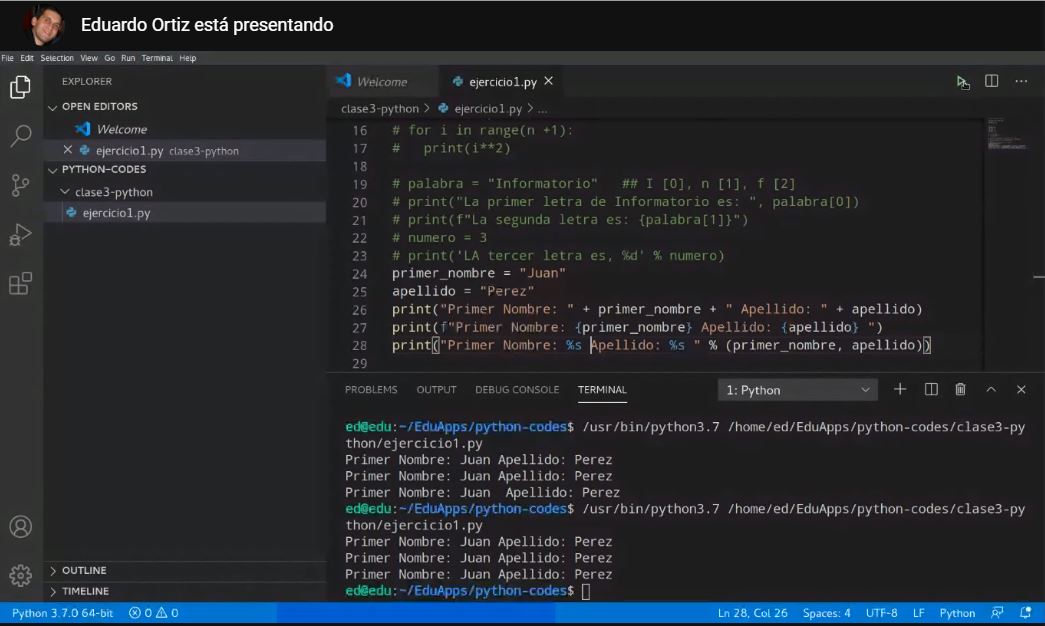 Eduardo Ortiz está presentando
File Edit Selection View Go Run Terminal Help
EXPLORER
OPEN EDITORS
Welcome
ejercicio1.py clase3-python
PYTHON-CODES
clase3-python
ejercicio1.py
OUTLINE
TIMELINE
Welcome
ejercicio1.py
clase3-python > ejercicio1.py > ...
16 # for i in range(n +1):
17 #   print(i**2)
18
19 # palabra = "Informatorio"   ## I [0], n [1], f [2]
20 # print("La primer letra de Informatorio es: ", palabra[0])
21 # print(f"La segunda letra es: {palabra[1]}")
22 # numero = 3
23 # print('LA tercer letra es, %d' % numero)
24 primer_nombre = "Juan"
25 apellido = "Perez"
26 print("Primer Nombre: " + primer_nombre + " Apellido: " + apellido)
27 print(f"Primer Nombre: {primer_nombre} Apellido: {apellido} ")
28 print("Primer Nombre: %s Apellido: %s " % (primer_nombre, apellido))
29
PROBLEMS OUTPUT DEBUG CONSOLE TERMINAL 1: Python
ed@edu:~/EduApps/python-codes$ /usr/bin/python3.7 /home/ed/EduApps/python-codes/clase3-py
thon/ejercicio1.py
Primer Nombre: Juan Apellido: Perez
Primer Nombre: Juan Apellido: Perez
Primer Nombre: Juan  Apellido: Perez
ed@edu:~/EduApps/python-codes$ /usr/bin/python3.7 /home/ed/EduApps/python-codes/clase3-py
thon/ejercicio1.py
Primer Nombre: Juan Apellido: Perez
Primer Nombre: Juan Apellido: Perez
Primer Nombre: Juan Apellido: Perez
ed@edu:~/EduApps/python-codes$
Python 3.7.0 64-bit 0 0 Ln 28, Col 26 Spaces: 4 UTF-8 LF Python